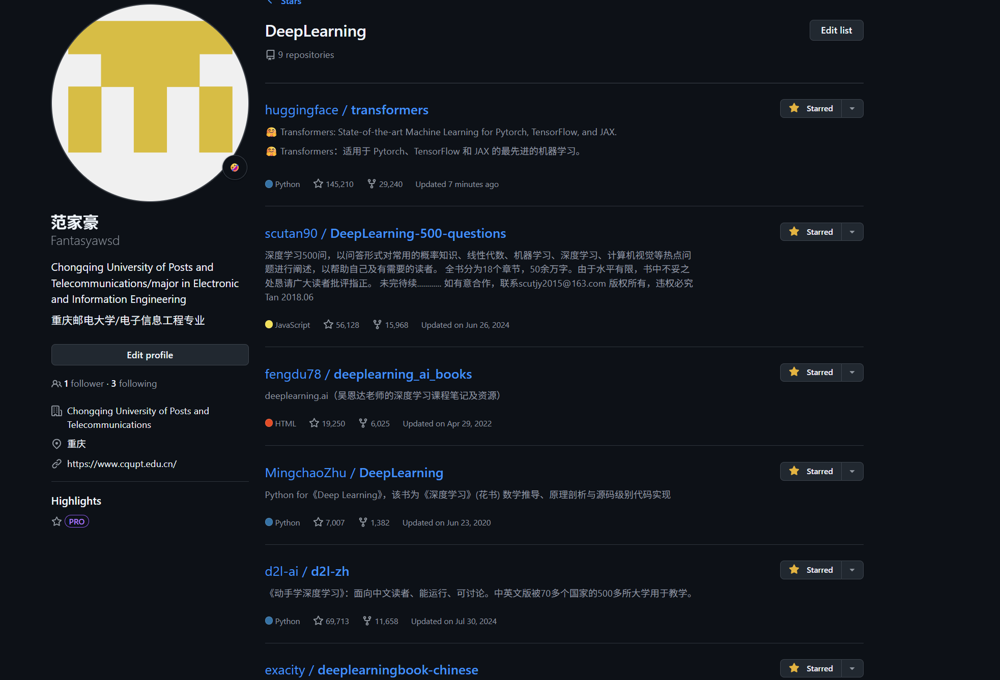 Stars
DeepLearning
Edit list
9 repositories
huggingface / transformers
Starred
🤗 Transformers: State-of-the-art Machine Learning for Pytorch, TensorFlow, and JAX.
🤗 Transformers：适用于 Pytorch、TensorFlow 和 JAX 的最先进的机器学习。
Python 145,210 29,240 Updated 7 minutes ago
scutan90 / DeepLearning-500-questions
Starred
深度学习500问，以问答形式对常用的概率知识、线性代数、机器学习、深度学习、计算机视觉等热点问
题进行阐述，以帮助自己及有需要的读者。 全书分为18个章节，50余万字。由于水平有限，书中不妥之
处恳请广大读者批评指正。 未完待续............ 如有意合作，联系scutjy2015@163.com 版权所有，违权必究
Tan 2018.06
JavaScript 56,128 15,968 Updated on Jun 26, 2024
fengdu78 / deeplearning_ai_books
Starred
deeplearning.ai（吴恩达老师的深度学习课程笔记及资源）
HTML 19,250 6,025 Updated on Apr 29, 2022
MingchaoZhu / DeepLearning
Starred
Python for《Deep Learning》，该书为《深度学习》(花书) 数学推导、原理剖析与源码级别代码实现
Python 7,007 1,382 Updated on Jun 23, 2020
d2l-ai / d2l-zh
Starred
《动手学深度学习》：面向中文读者、能运行、可讨论。中英文版被70多个国家的500多所大学用于教学。
Python 69,713 11,658 Updated on Jul 30, 2024
exacity / deeplearningbook-chinese
Starred
范家豪
Fantasyawsd
Chongqing University of Posts and
Telecommunications/major in Electronic
and Information Engineering
重庆邮电大学/电子信息工程专业
Edit profile
1 follower · 3 following
Chongqing University of Posts and
Telecommunications
重庆
https://www.cqupt.edu.cn/
Highlights
PRO